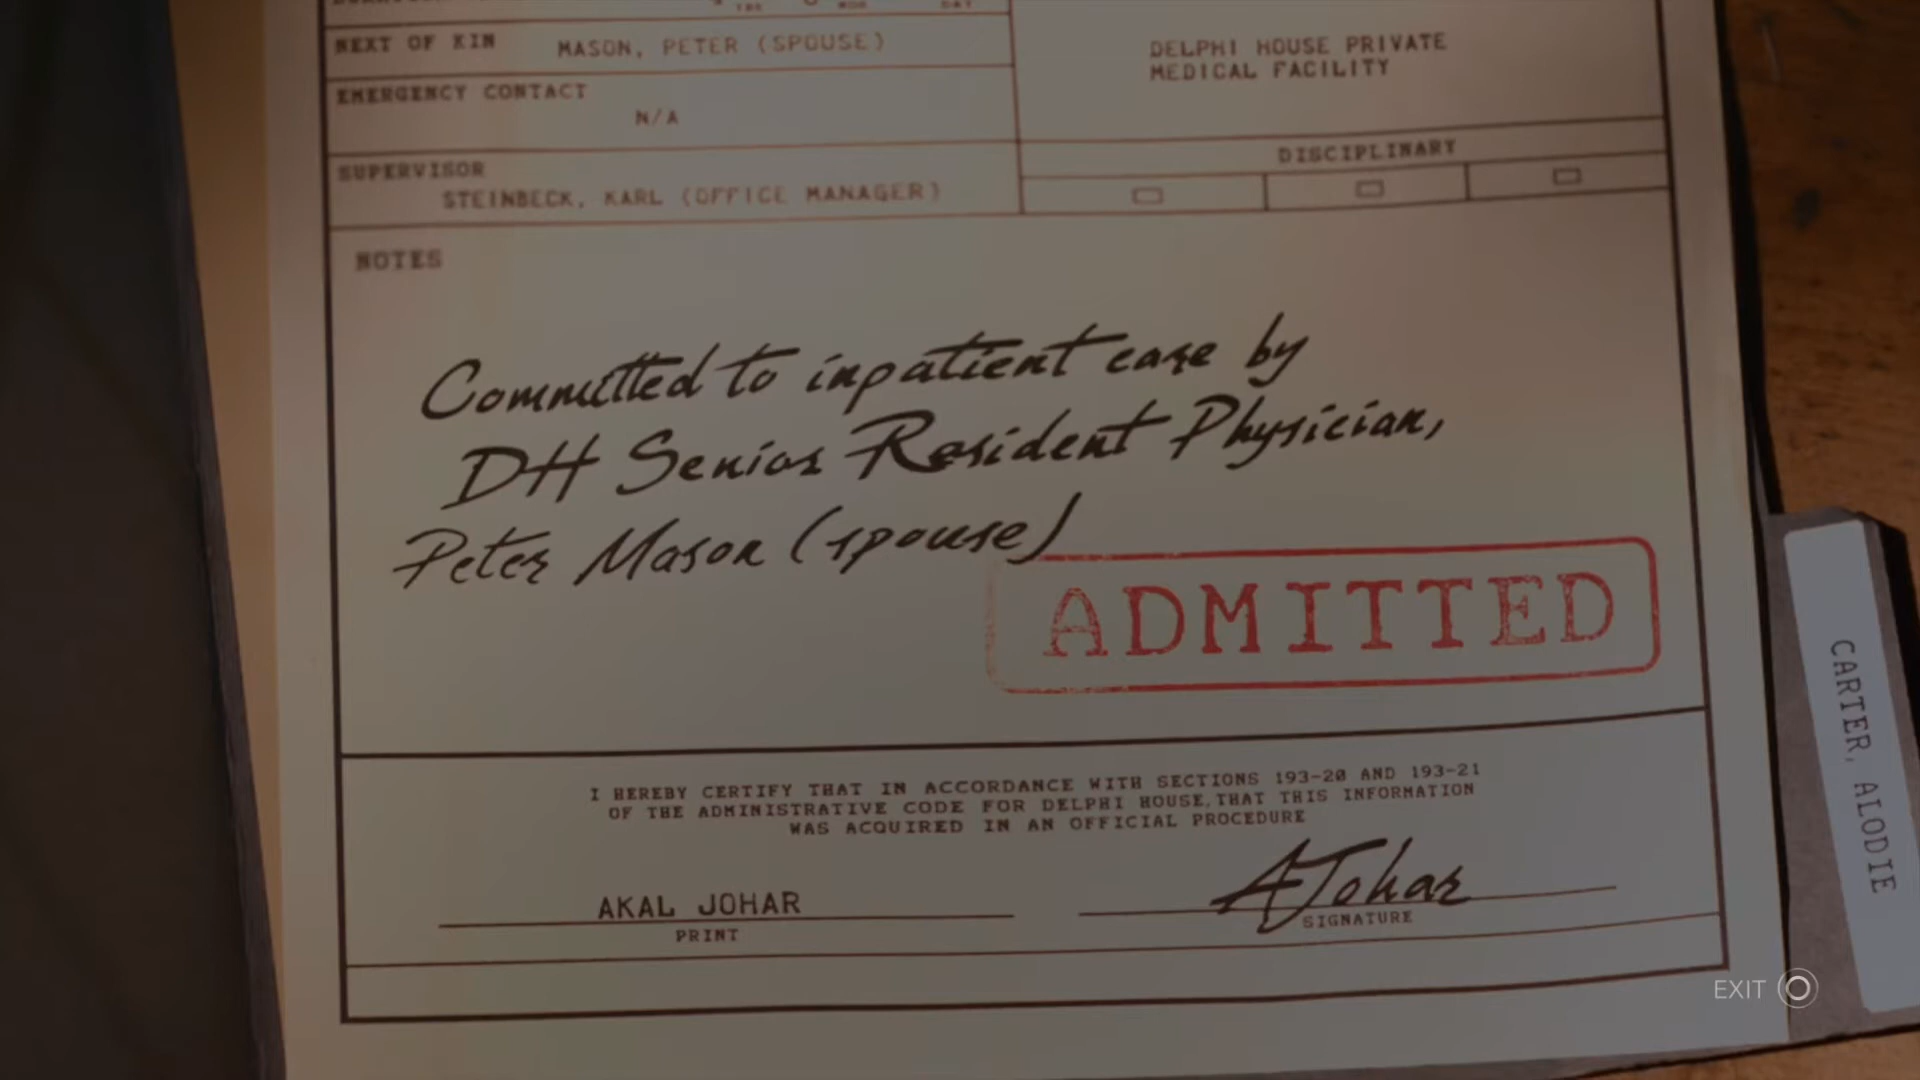 YRS MOS DAY
NEXT OF KIN MASON, PETER (SPOUSE)
DELPHI HOUSE PRIVATE
MEDICAL FACILITY
EMERGENCY CONTACT
N/A
SUPERVISOR
STEINBECK, KARL (OFFICE MANAGER)
DISCIPLINARY
NOTES
Committed to inpatient care by
DH Senior Resident Physician,
Peter Mason (spouse)
ADMITTED
I HEREBY CERTIFY THAT IN ACCORDANCE WITH SECTIONS 193-20 AND 193-21
OF THE ADMINISTRATIVE CODE FOR DELPHI HOUSE, THAT THIS INFORMATION
WAS ACQUIRED IN AN OFFICIAL PROCEDURE
AKAL JOHAR
PRINT
AJohar
SIGNATURE
CARTER, ALODIE
EXIT